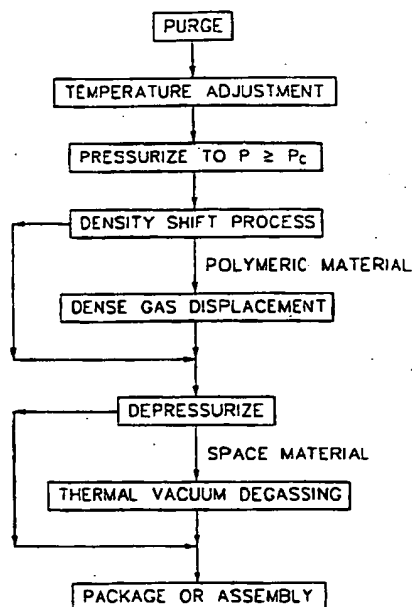 PURGE
TEMPERATURE ADJUSTMENT
PRESSURIZE TO P ≥ Pc
DENSITY SHIFT PROCESS
POLYMERIC MATERIAL
DENSE GAS DISPLACEMENT
DEPRESSURIZE
SPACE MATERIAL
THERMAL VACUUM DEGASSING
PACKAGE OR ASSEMBLY